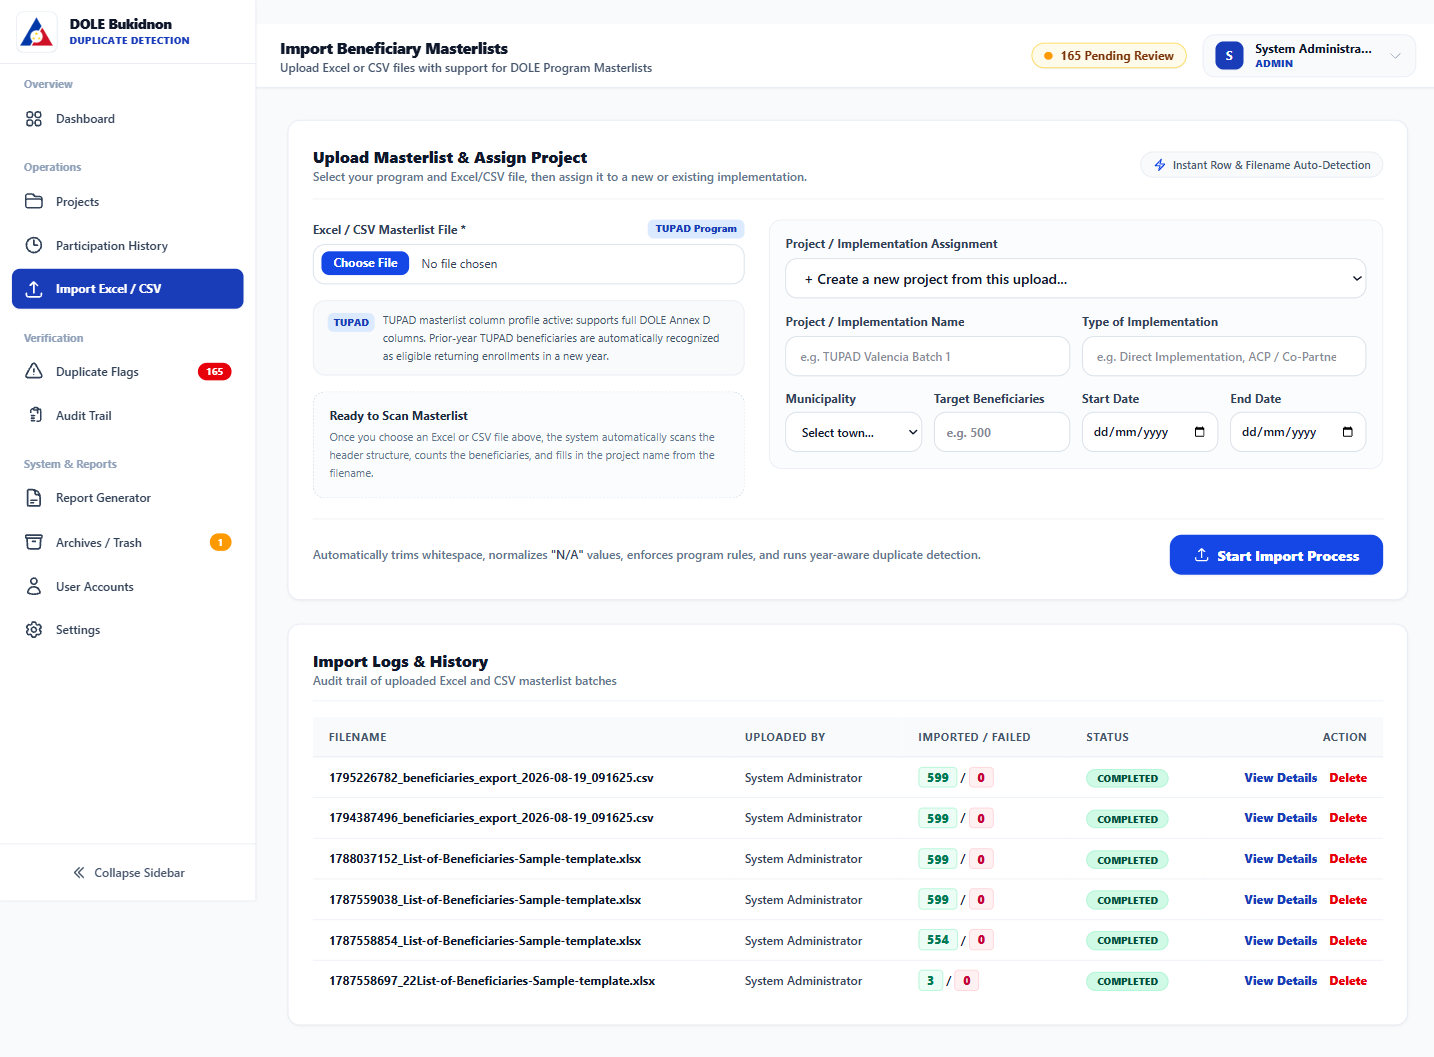 DOLE Bukidnon
DUPLICATE DETECTION
Overview
Dashboard
Operations
Projects
Participation History
Import Excel / CSV
Verification
Duplicate Flags
165
Audit Trail
System & Reports
Report Generator
Archives / Trash
1
User Accounts
Settings
Collapse Sidebar
Import Beneficiary Masterlists
Upload Excel or CSV files with support for DOLE Program Masterlists
165 Pending Review
S
System Administra...
ADMIN
Upload Masterlist & Assign Project
Select your program and Excel/CSV file, then assign it to a new or existing implementation.
Instant Row & Filename Auto-Detection
Excel / CSV Masterlist File *
TUPAD Program
Choose File
No file chosen
TUPAD
TUPAD masterlist column profile active: supports full DOLE Annex D
columns. Prior-year TUPAD beneficiaries are automatically recognized
as eligible returning enrollments in a new year.
Ready to Scan Masterlist
Once you choose an Excel or CSV file above, the system automatically scans the
header structure, counts the beneficiaries, and fills in the project name from the
filename.
Project / Implementation Assignment
+ Create a new project from this upload...
Project / Implementation Name
Type of Implementation
e.g. TUPAD Valencia Batch 1
e.g. Direct Implementation, ACP / Co-Partne
Municipality
Target Beneficiaries
Start Date
End Date
Select town...
e.g. 500
dd/mm/yyyy
dd/mm/yyyy
Automatically trims whitespace, normalizes "N/A" values, enforces program rules, and runs year-aware duplicate detection.
Start Import Process
Import Logs & History
Audit trail of uploaded Excel and CSV masterlist batches
FILENAME UPLOADED BY IMPORTED / FAILED STATUS ACTION
1795226782_beneficiaries_export_2026-08-19_091625.csv System Administrator 599 / 0 COMPLETED View Details Delete
1794387496_beneficiaries_export_2026-08-19_091625.csv System Administrator 599 / 0 COMPLETED View Details Delete
1788037152_List-of-Beneficiaries-Sample-template.xlsx System Administrator 599 / 0 COMPLETED View Details Delete
1787559038_List-of-Beneficiaries-Sample-template.xlsx System Administrator 599 / 0 COMPLETED View Details Delete
1787558854_List-of-Beneficiaries-Sample-template.xlsx System Administrator 554 / 0 COMPLETED View Details Delete
1787558697_22List-of-Beneficiaries-Sample-template.xlsx System Administrator 3 / 0 COMPLETED View Details Delete